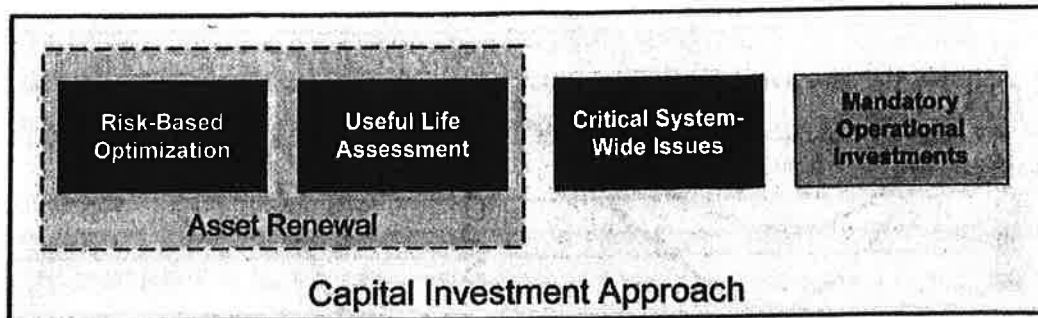 Risk-Based
Optimization
Useful Life
Assessment
Critical System-
Wide Issues
Mandatory
Operational
Investments
Asset Renewal
Capital Investment Approach